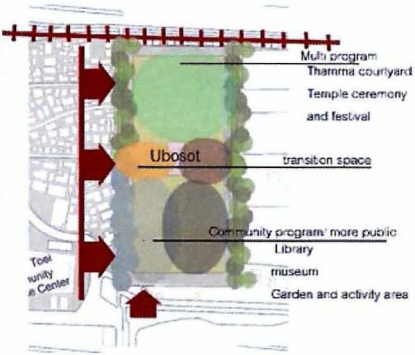 Multi program
Thamma courtyard
Temple ceremony
and festival
Ubosot
transition space
Community program/ more public
Library
museum
Garden and activity area
Toei
unity
e Center